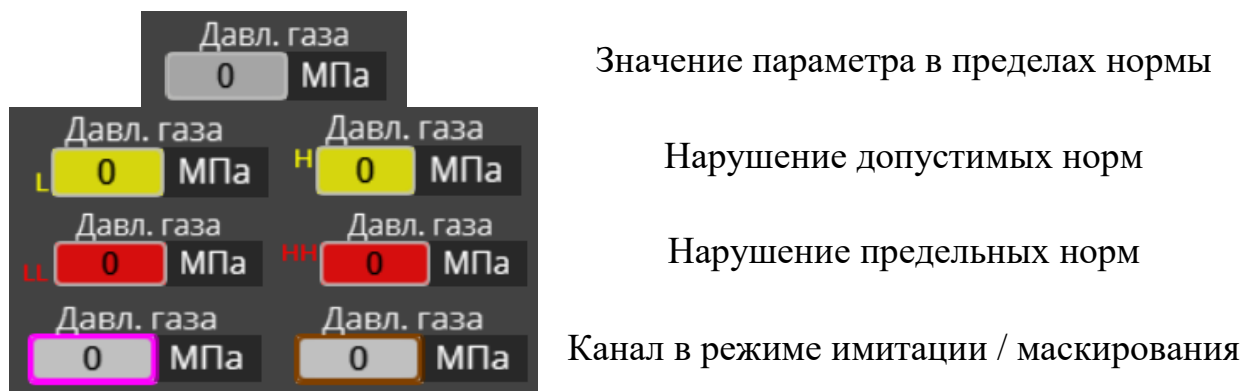 Давл. газа
0 МПа
Значение параметра в пределах нормы
Давл. газа Давл. газа
L 0 МПа H 0 МПа
Нарушение допустимых норм
Давл. газа Давл. газа
LL 0 МПа HH 0 МПа
Нарушение предельных норм
Давл. газа Давл. газа
0 МПа 0 МПа
Канал в режиме имитации / маскирования